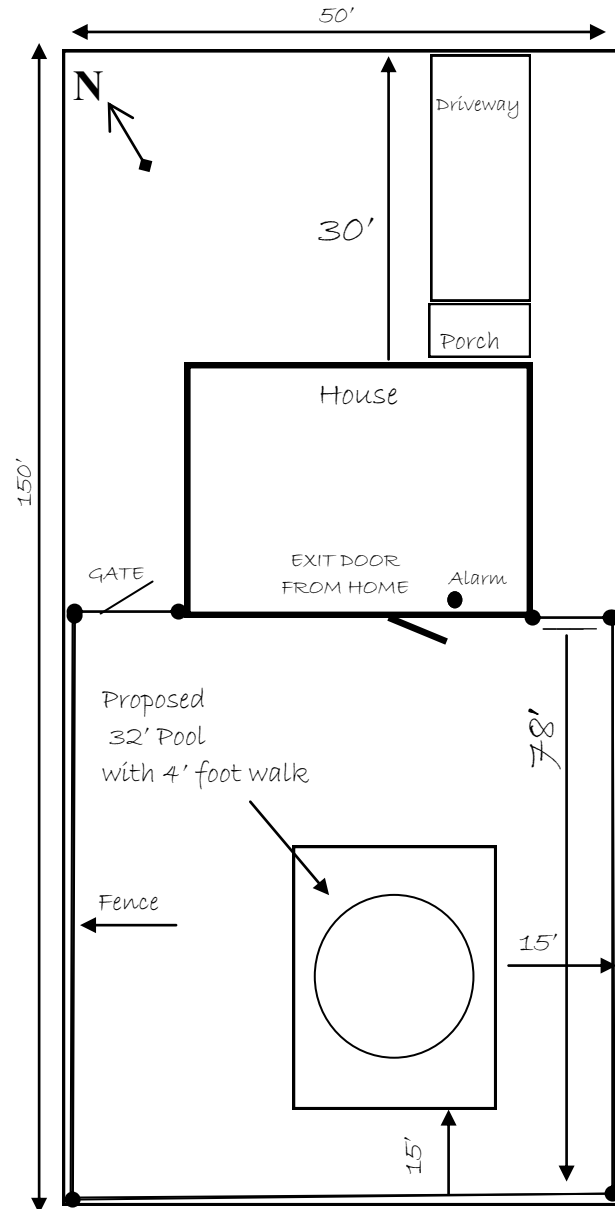 50'
N
Driveway
30'
Porch
House
150'
EXIT DOOR
FROM HOME
Alarm
GATE
Proposed
32' Pool
with 4' foot walk
78'
Fence
15'
15'